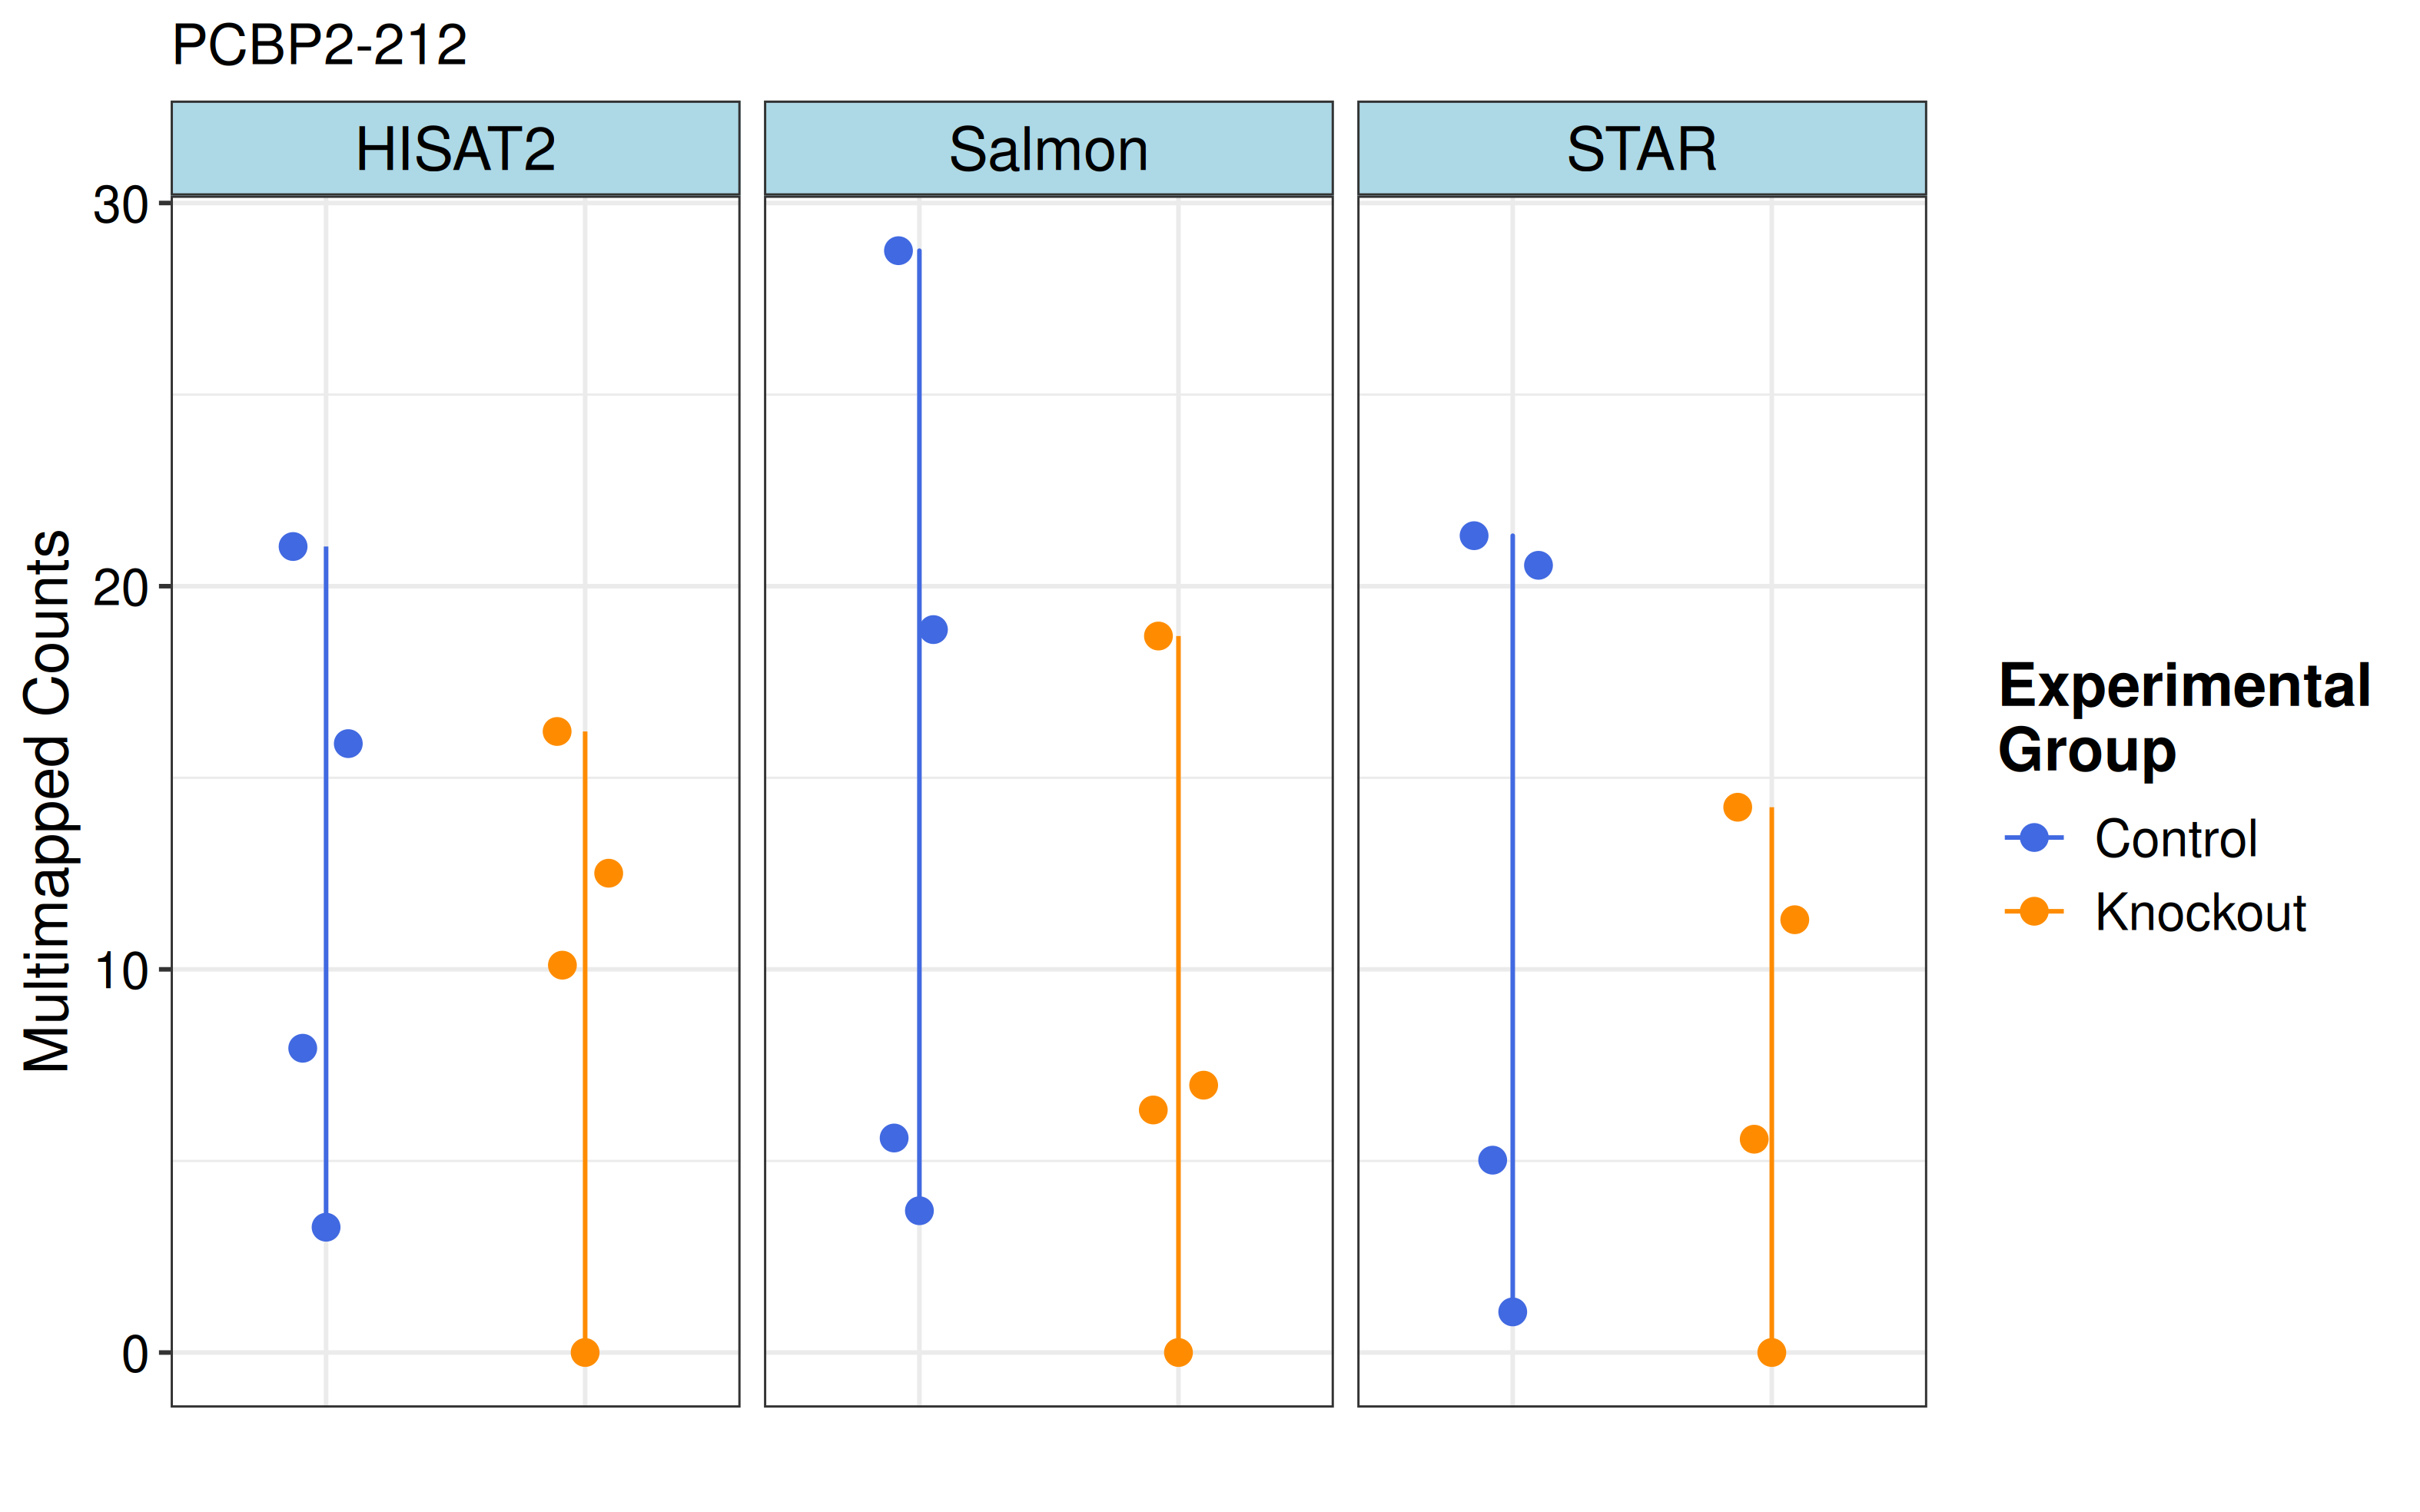 PCBP2-212
HISAT2
Salmon
STAR
30
20
10
0
Multimapped Counts
Experimental
Group
Control
Knockout